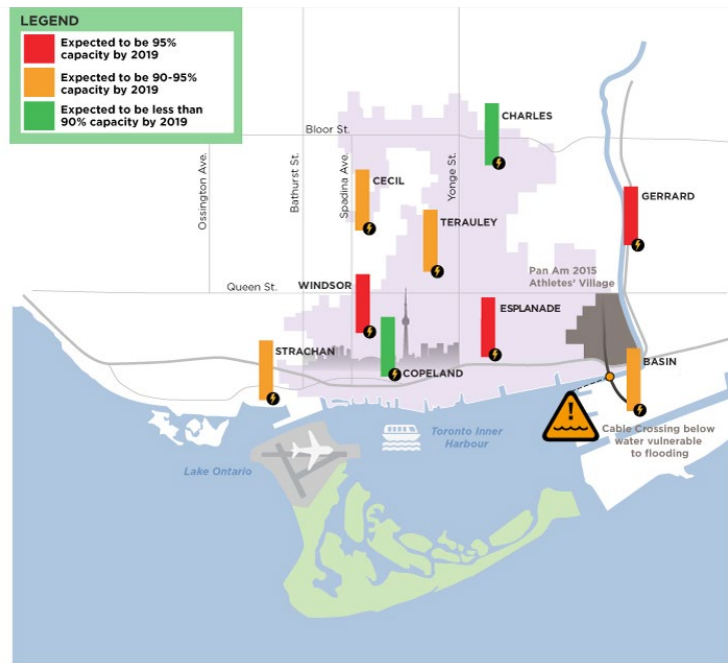 LEGEND
Expected to be 95%
capacity by 2019
Expected to be 90-95%
capacity by 2019
Expected to be less than
90% capacity by 2019
CHARLES
Bloor St.
Ossington Ave.
Bathurst St.
Spadina Ave.
Yonge St.
CECIL
GERRARD
TERAULEY
Pan Am 2015
Athletes' Village
Queen St.
WINDSOR
ESPLANADE
STRACHAN
COPELAND
BASIN
!
Cable Crossing below
water vulnerable
to flooding
Toronto Inner
Harbour
Lake Ontario